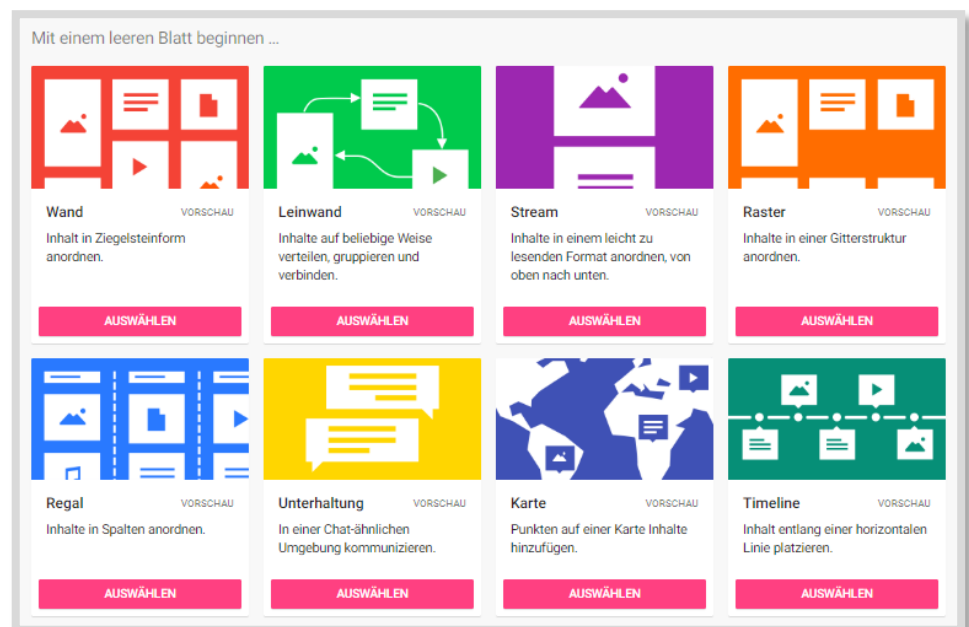 Mit einem leeren Blatt beginnen ...
Wand VORSCHAU
Inhalt in Ziegelsteinform
anordnen.
AUSWÄHLEN
Leinwand VORSCHAU
Inhalte auf beliebige Weise
verteilen, gruppieren und
verbinden.
AUSWÄHLEN
Stream VORSCHAU
Inhalte in einem leicht zu
lesenden Format anordnen, von
oben nach unten.
AUSWÄHLEN
Raster VORSCHAU
Inhalte in einer Gitterstruktur
anordnen.
AUSWÄHLEN
Regal VORSCHAU
Inhalte in Spalten anordnen.
AUSWÄHLEN
Unterhaltung VORSCHAU
In einer Chat-ähnlichen
Umgebung kommunizieren.
AUSWÄHLEN
Karte VORSCHAU
Punkten auf einer Karte Inhalte
hinzufügen.
AUSWÄHLEN
Timeline VORSCHAU
Inhalt entlang einer horizontalen
Linie platzieren.
AUSWÄHLEN